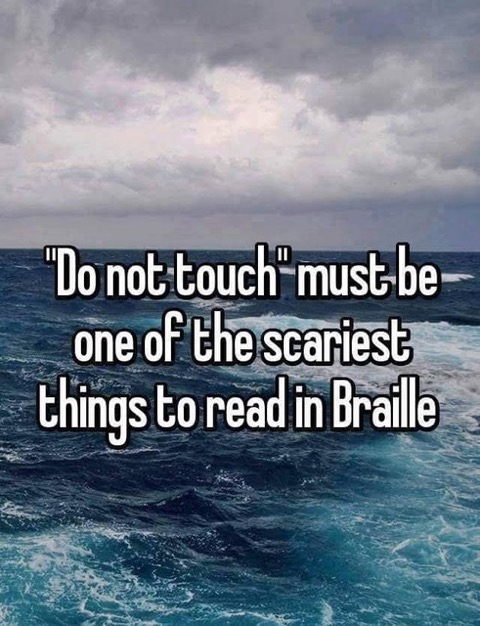 "Do not touch" must be
one of the scariest
things to read in Braille